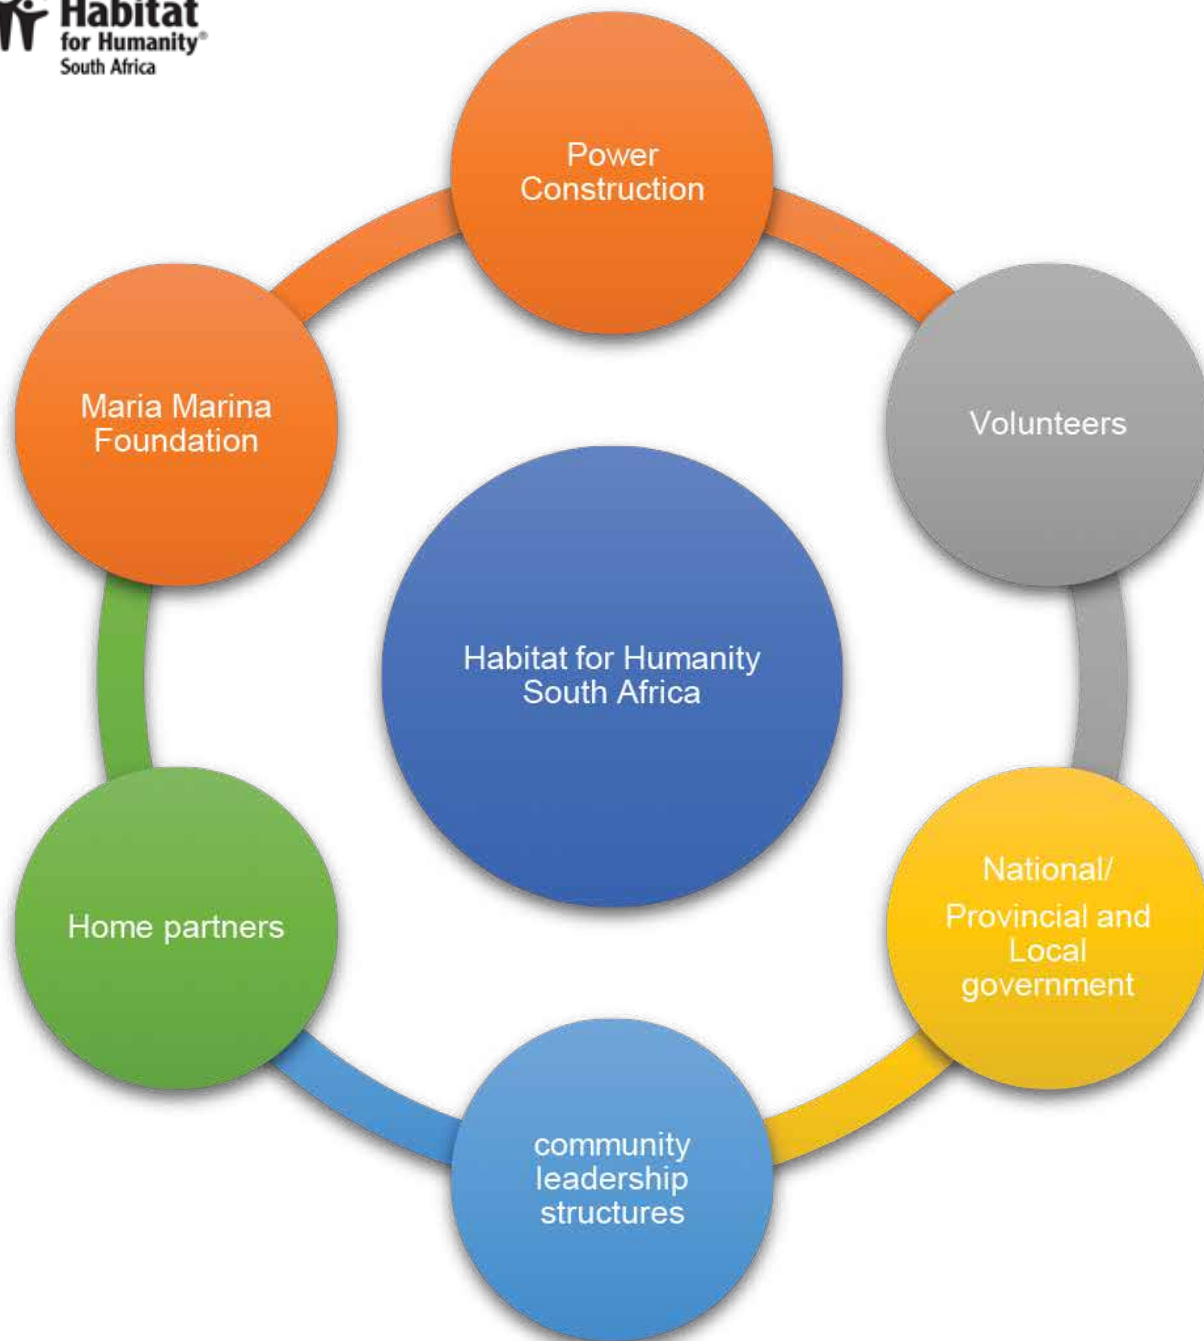 Habitat
for Humanity®
South Africa
Power
Construction
Maria Marina
Foundation
Volunteers
Habitat for Humanity
South Africa
Home partners
National/
Provincial and
Local
government
community
leadership
structures